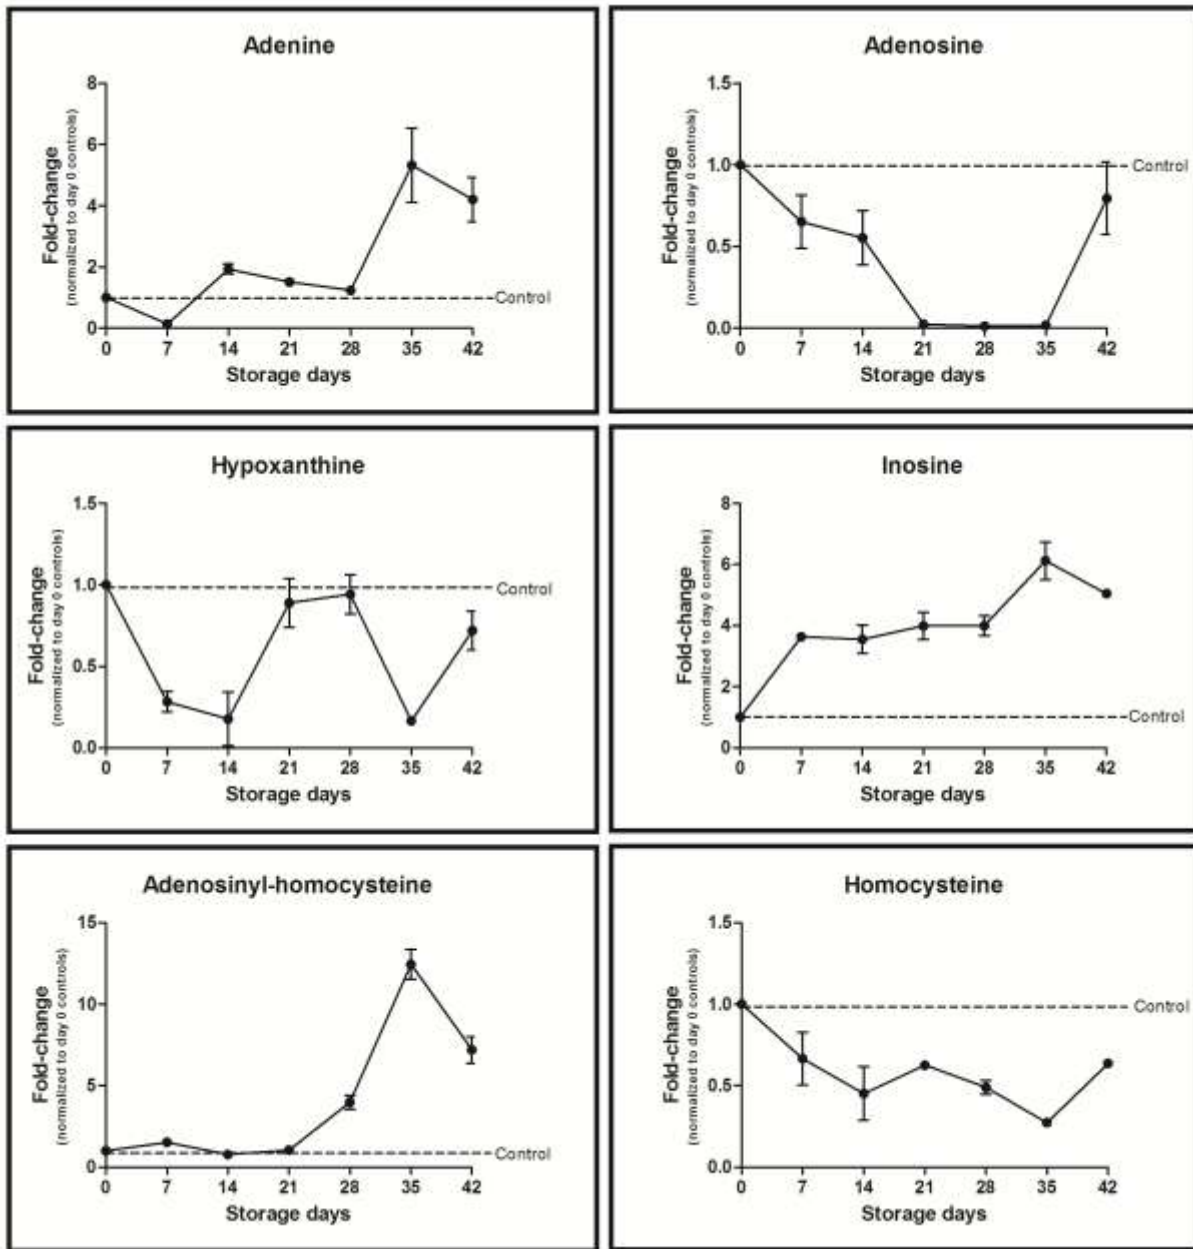 Adenine
Fold-change
(normalized to day 0 controls)
8
6
4
2
0
Control
0 7 14 21 28 35 42
Storage days
Adenosine
Fold-change
(normalized to day 0 controls)
1.5
1.0
0.5
0.0
Control
0 7 14 21 28 35 42
Storage days
Hypoxanthine
Fold-change
(normalized to day 0 controls)
1.5
1.0
0.5
0.0
Control
0 7 14 21 28 35 42
Storage days
Inosine
Fold-change
(normalized to day 0 controls)
8
6
4
2
0
Control
0 7 14 21 28 35 42
Storage days
Adenosinyl-homocysteine
Fold-change
(normalized to day 0 controls)
15
10
5
0
Control
0 7 14 21 28 35 42
Storage days
Homocysteine
Fold-change
(normalized to day 0 controls)
1.5
1.0
0.5
0.0
Control
0 7 14 21 28 35 42
Storage days